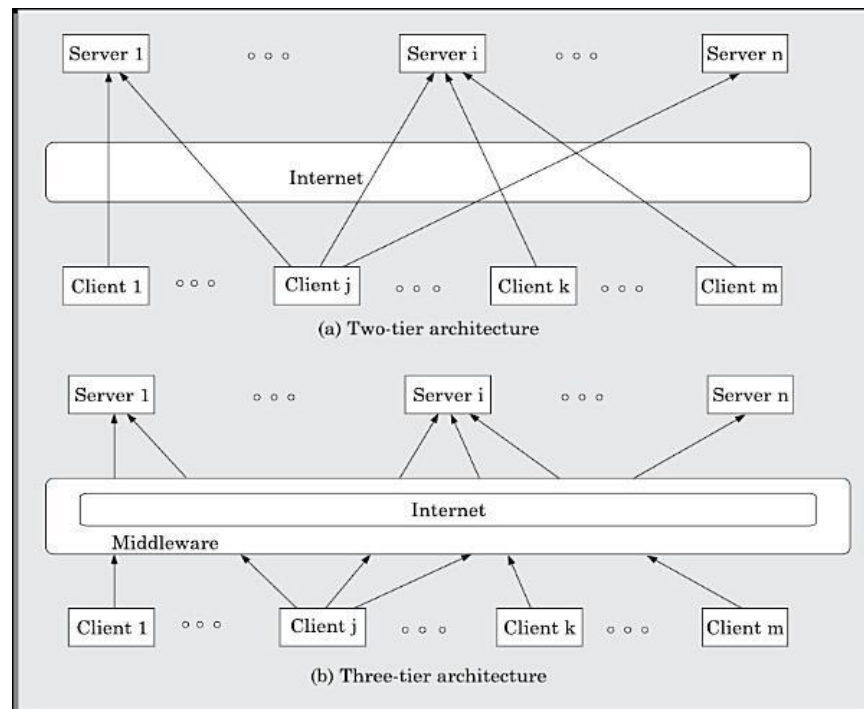 Server 1 Server i Server n
Internet
Client 1 Client j Client k Client m
(a) Two-tier architecture
Server 1 Server i Server n
Internet
Middleware
Client 1 Client j Client k Client m
(b) Three-tier architecture